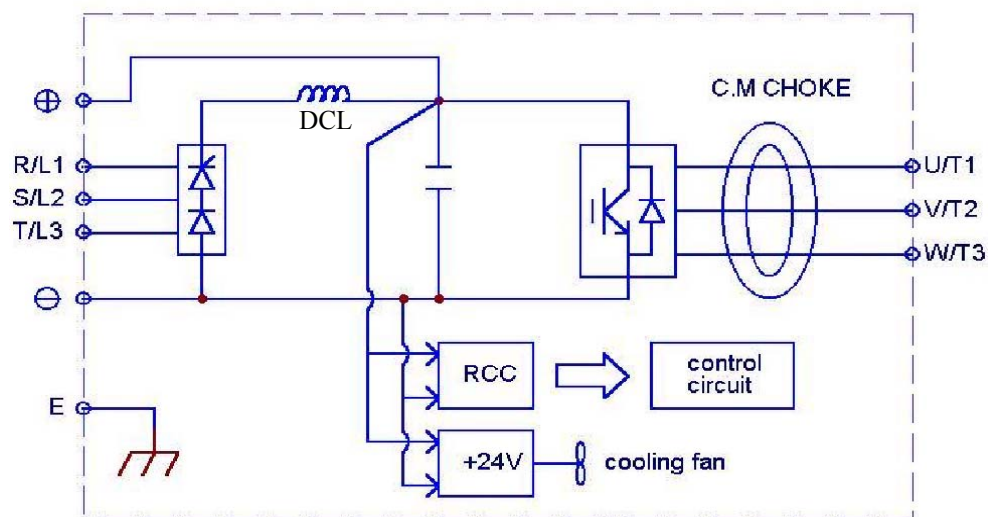 C.M CHOKE
⊕
DCL
R/L1
S/L2
T/L3
U/T1
V/T2
W/T3
⊖
RCC
control
circuit
E
+24V
cooling fan